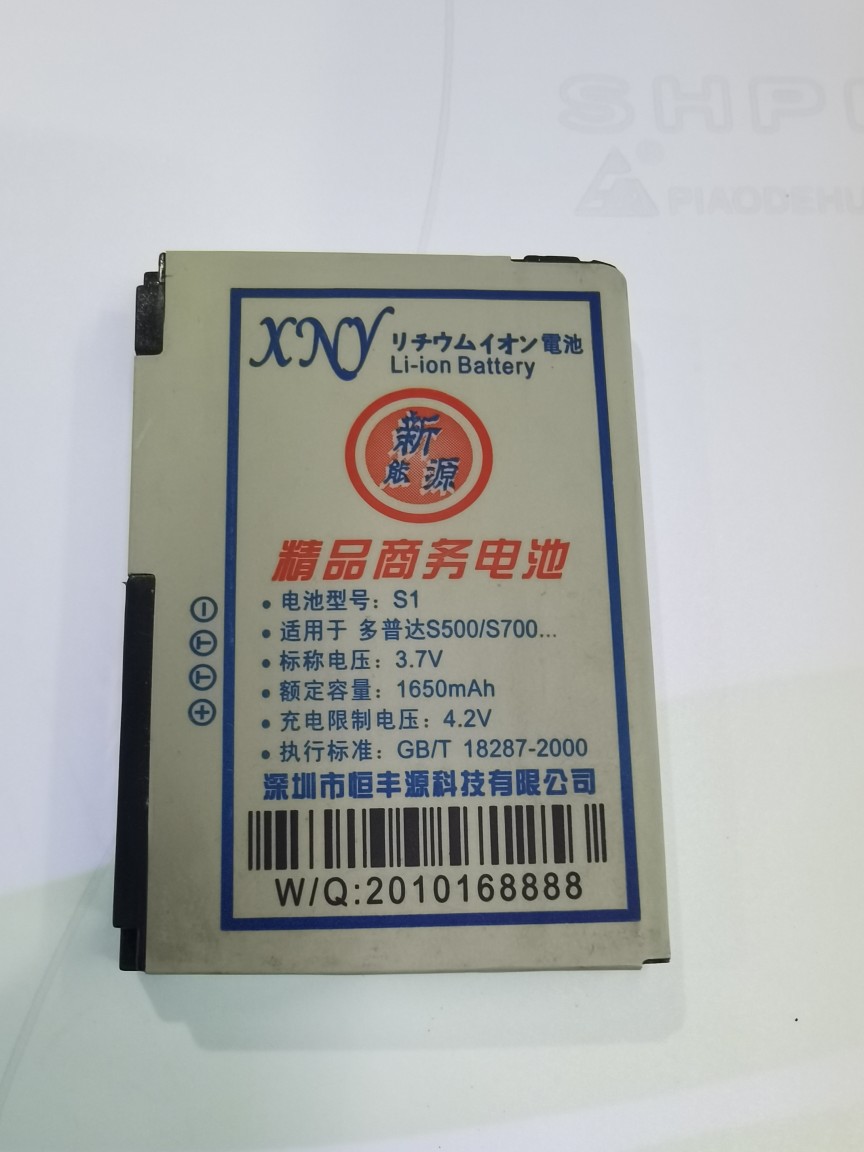 SHP
PIAODEHU
XNY
リチウムイオン電池
Li-ion Battery
新
能源
精品商务电池
• 电池型号：S1
• 适用于 多普达S500/S700...
• 标称电压：3.7V
• 额定容量：1650mAh
• 充电限制电压：4.2V
• 执行标准：GB/T 18287-2000
深圳市恒丰源科技有限公司
W/Q:2010168888
⊖
Ⓣ
Ⓣ
⊕